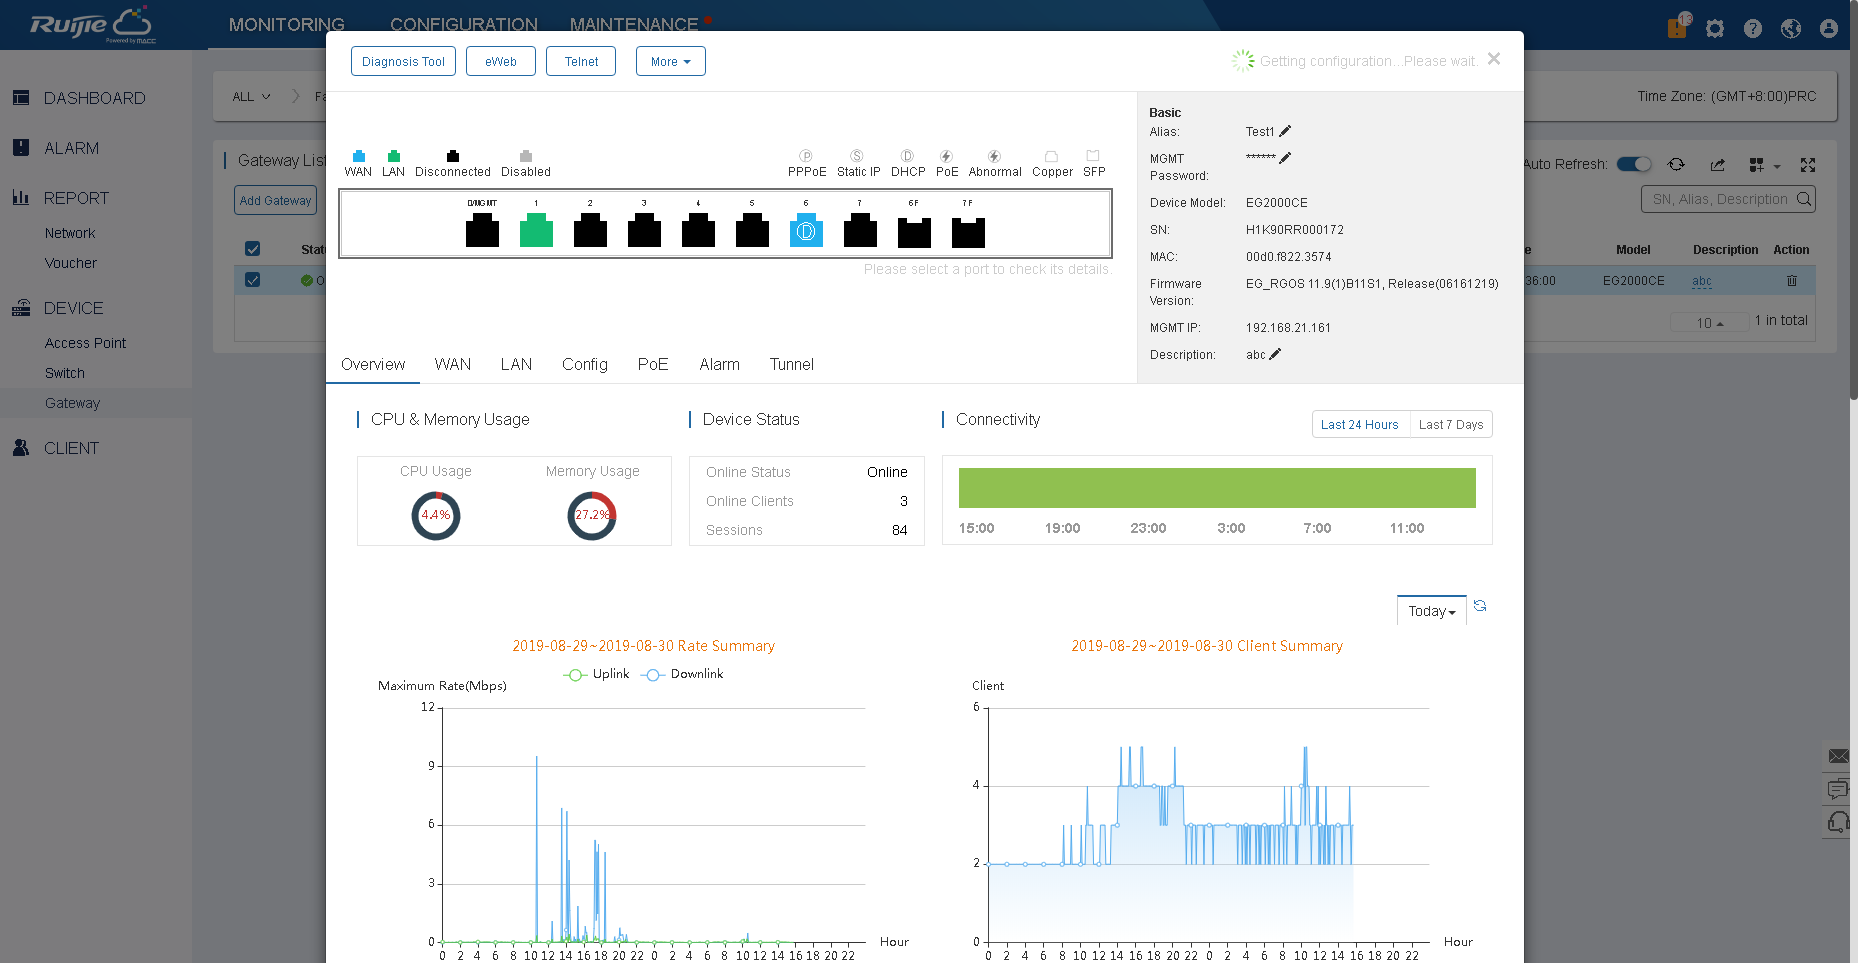 Ruijie
Powered by MACC
MONITORING
CONFIGURATION
MAINTENANCE
13
DASHBOARD
ALARM
REPORT
Network
Voucher
DEVICE
Access Point
Switch
Gateway
CLIENT
ALL
Fa
Time Zone: (GMT+8:00)PRC
Gateway List
Auto Refresh:
Add Gateway
SN, Alias, Description
Statu
e
Model
Description
Action
O
36:00
EG2000CE
abc
10
1 in total
Diagnosis Tool
eWeb
Telnet
More
Getting configuration...Please wait.
WAN
LAN
Disconnected
Disabled
P
S
D
PPPoE
Static IP
DHCP
PoE
Abnormal
Copper
SFP
0/MGMT
1
2
3
4
5
6
7
6F
7F
D
Please select a port to check its details.
Basic
Alias: Test1
MGMT Password: ******
Device Model: EG2000CE
SN: H1K90RR000172
MAC: 00d0.f822.3574
Firmware Version: EG_RGOS 11.9(1)B11S1, Release(06161219)
MGMT IP: 192.168.21.161
Description: abc
Overview
WAN
LAN
Config
PoE
Alarm
Tunnel
CPU & Memory Usage
CPU Usage
Memory Usage
4.4%
27.2%
Device Status
Online Status Online
Online Clients 3
Sessions 84
Connectivity
Last 24 Hours
Last 7 Days
15:00 19:00 23:00 3:00 7:00 11:00
Today
2019-08-29~2019-08-30 Rate Summary
Uplink
Downlink
Maximum Rate(Mbps)
12
9
6
3
0
Hour
0 2 4 6 8 10 12 14 16 18 20 22 0 2 4 6 8 10 12 14 16 18 20 22
2019-08-29~2019-08-30 Client Summary
Client
6
4
2
0
Hour
0 2 4 6 8 10 12 14 16 18 20 22 0 2 4 6 8 10 12 14 16 18 20 22